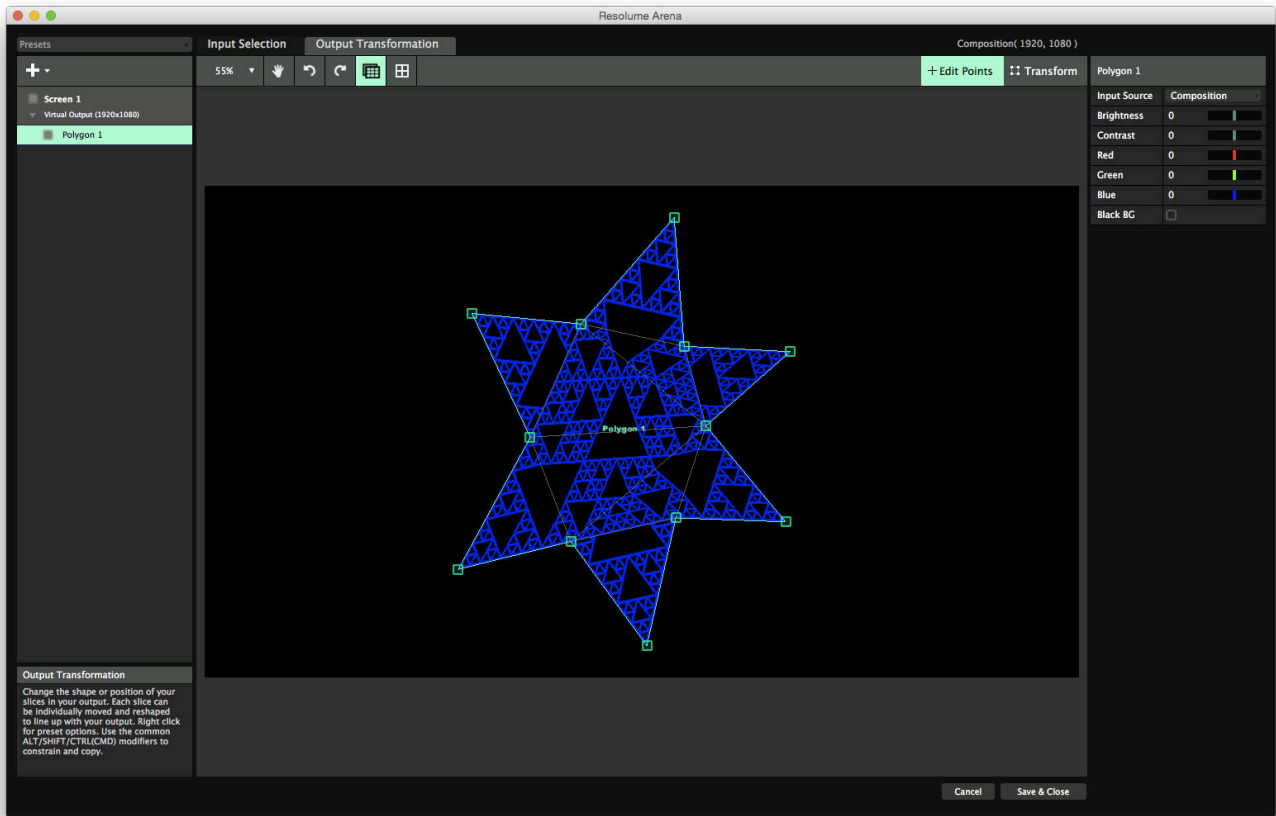 Resolume Arena
Presets
Input Selection
Output Transformation
Composition( 1920, 1080 )
55%
+ Edit Points
Transform
Polygon 1
Screen 1
Virtual Output (1920x1080)
Polygon 1
Input Source
Composition
Brightness
0
Contrast
0
Red
0
Green
0
Blue
0
Black BG
Polygon 1
Output Transformation
Change the shape or position of your
slices in your output. Each slice can
be individually moved and reshaped
to line up with your output. Right click
for preset options. Use the common
ALT/SHIFT/CTRL(CMD) modifiers to
constrain and copy.
Cancel
Save & Close